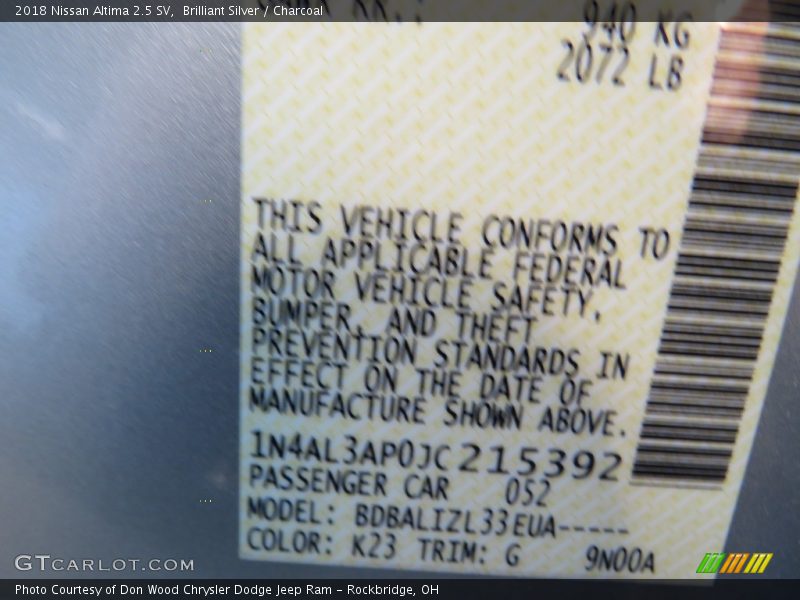 2018 Nissan Altima 2.5 SV, Brilliant Silver / Charcoal
940 KG
2072 LB
THIS VEHICLE CONFORMS TO
ALL APPLICABLE FEDERAL
MOTOR VEHICLE SAFETY,
BUMPER, AND THEFT
PREVENTION STANDARDS IN
EFFECT ON THE DATE OF
MANUFACTURE SHOWN ABOVE.
1N4AL3AP0JC215392
PASSENGER CAR 052
MODEL: BDBALIZL33EUA-----
COLOR: K23 TRIM: G 9N00A
GTCARLOT.COM
Photo Courtesy of Don Wood Chrysler Dodge Jeep Ram – Rockbridge, OH